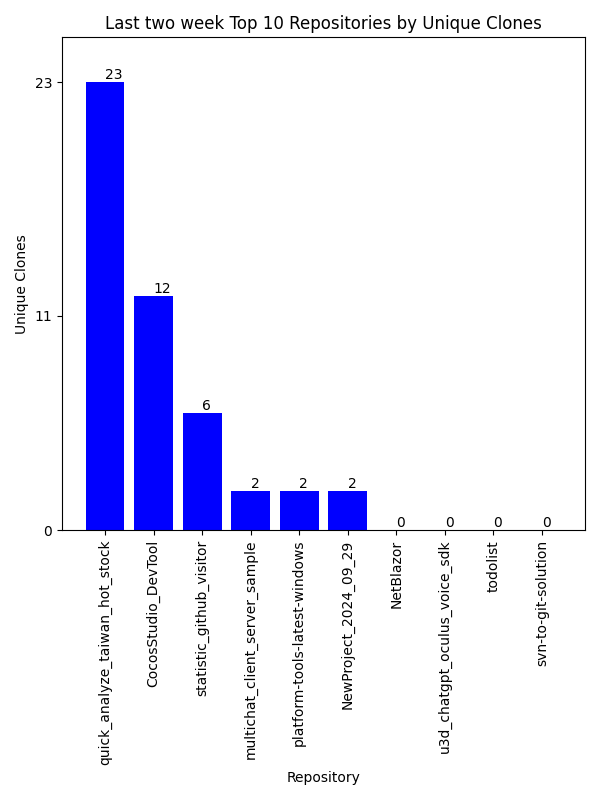 Last two week Top 10 Repositories by Unique Clones
Unique Clones
23
11
0
23
12
6
2
2
2
0
0
0
0
quick_analyze_taiwan_hot_stock
CocosStudio_DevTool
statistic_github_visitor
multichat_client_server_sample
platform-tools-latest-windows
NewProject_2024_09_29
NetBlazor
u3d_chatgpt_oculus_voice_sdk
todolist
svn-to-git-solution
Repository